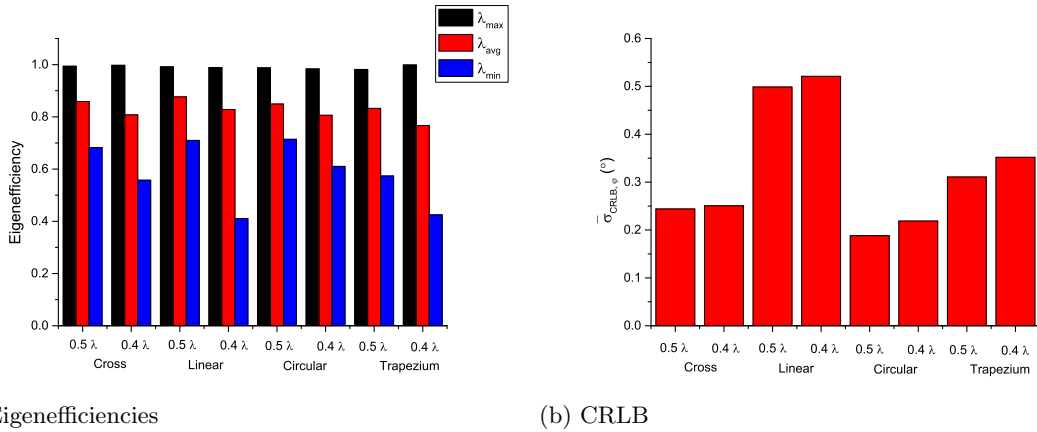 λmax
λavg
λmin
1.0
0.8
0.6
0.4
0.2
0.0
Eigenefficiency
0.5 λ 0.4 λ 0.5 λ 0.4 λ 0.5 λ 0.4 λ 0.5 λ 0.4 λ
Cross Linear Circular Trapezium
Eigenefficiencies
0.6
0.5
0.4
0.3
0.2
0.1
0.0
σ̄CRLB, φ (°)
0.5 λ 0.4 λ 0.5 λ 0.4 λ 0.5 λ 0.4 λ 0.5 λ 0.4 λ
Cross Linear Circular Trapezium
(b) CRLB